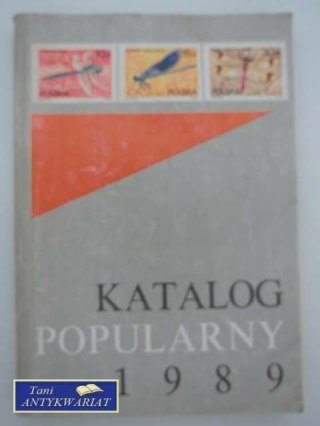 POLSKA
POLSKA
POLSKA
KATALOG
POPULARNY
1989
Tani
ANTYKWARIAT